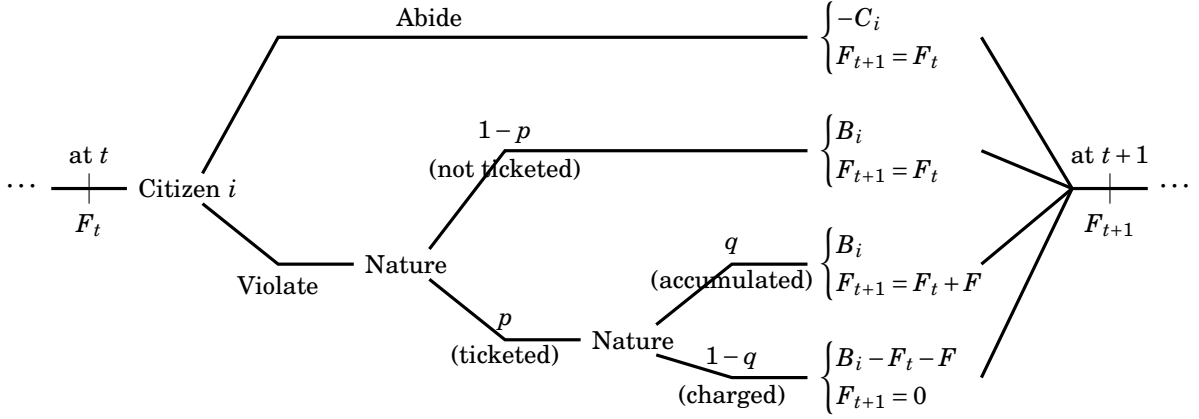 Abide
−C_i
F_{t+1} = F_t
1 − p
(not ticketed)
B_i
F_{t+1} = F_t
at t
at t + 1
··· Citizen i ···
F_t
F_{t+1}
Violate
Nature
q
(accumulated)
B_i
F_{t+1} = F_t + F
p
(ticketed)
Nature
1 − q
(charged)
B_i − F_t − F
F_{t+1} = 0